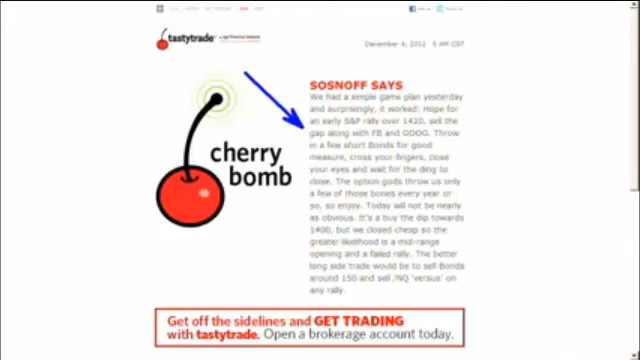 tastytrade
December 4, 2012 8 AM CST
SOSNOFF SAYS
We had a simple game plan yesterday
and surprisingly, it worked: Hope for
an early S&P rally over 1420, sell the
gap along with FB and GOOG. Throw
in a few short Bonds for good
measure, cross your fingers, close
your eyes and wait for the ding to
close. The option gods throw us only
a few of those bones every year or
so, so enjoy. Today will not be nearly
as obvious. It's a buy the dip towards
1400, but we closed cheap so the
greater likelihood is a mid-range
opening and a failed rally. The better
long side trade would be to sell Bonds
around 150 and sell /NQ 'versus' on
any rally.
cherry
bomb
Get off the sidelines and GET TRADING
with tastytrade. Open a brokerage account today.